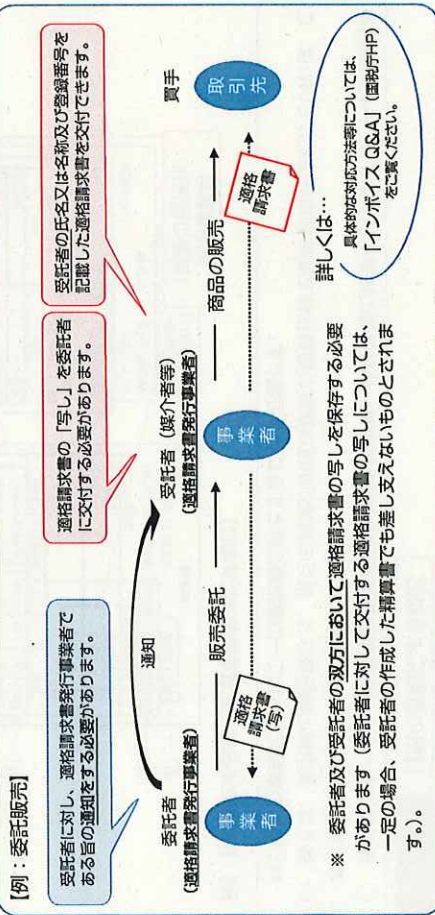 【例：委託販売】
受託者に対し、適格請求書発行事業者で
ある旨の通知をする必要があります。
適格請求書の「写し」を委託者
に交付する必要があります。
受託者の氏名又は名称及び登録番号を
記載した適格請求書を交付できます。
通知
委託者
(適格請求書発行事業者)
事業者
販売委託
適格
請求書
(写)
受託者（媒介者等）
(適格請求書発行事業者)
事業者
商品の販売
適格
請求書
買手
取引先
※　委託者及び受託者の双方において適格請求書の写しを保存する必要
があります（委託者に対して交付する適格請求書の写しについては、
一定の場合、受託者の作成した精算書でも差し支えないものとされま
す。）。
詳しくは…
具体的な対応方法等については、
「インボイス Q&A」（国税庁HP）
をご覧ください。